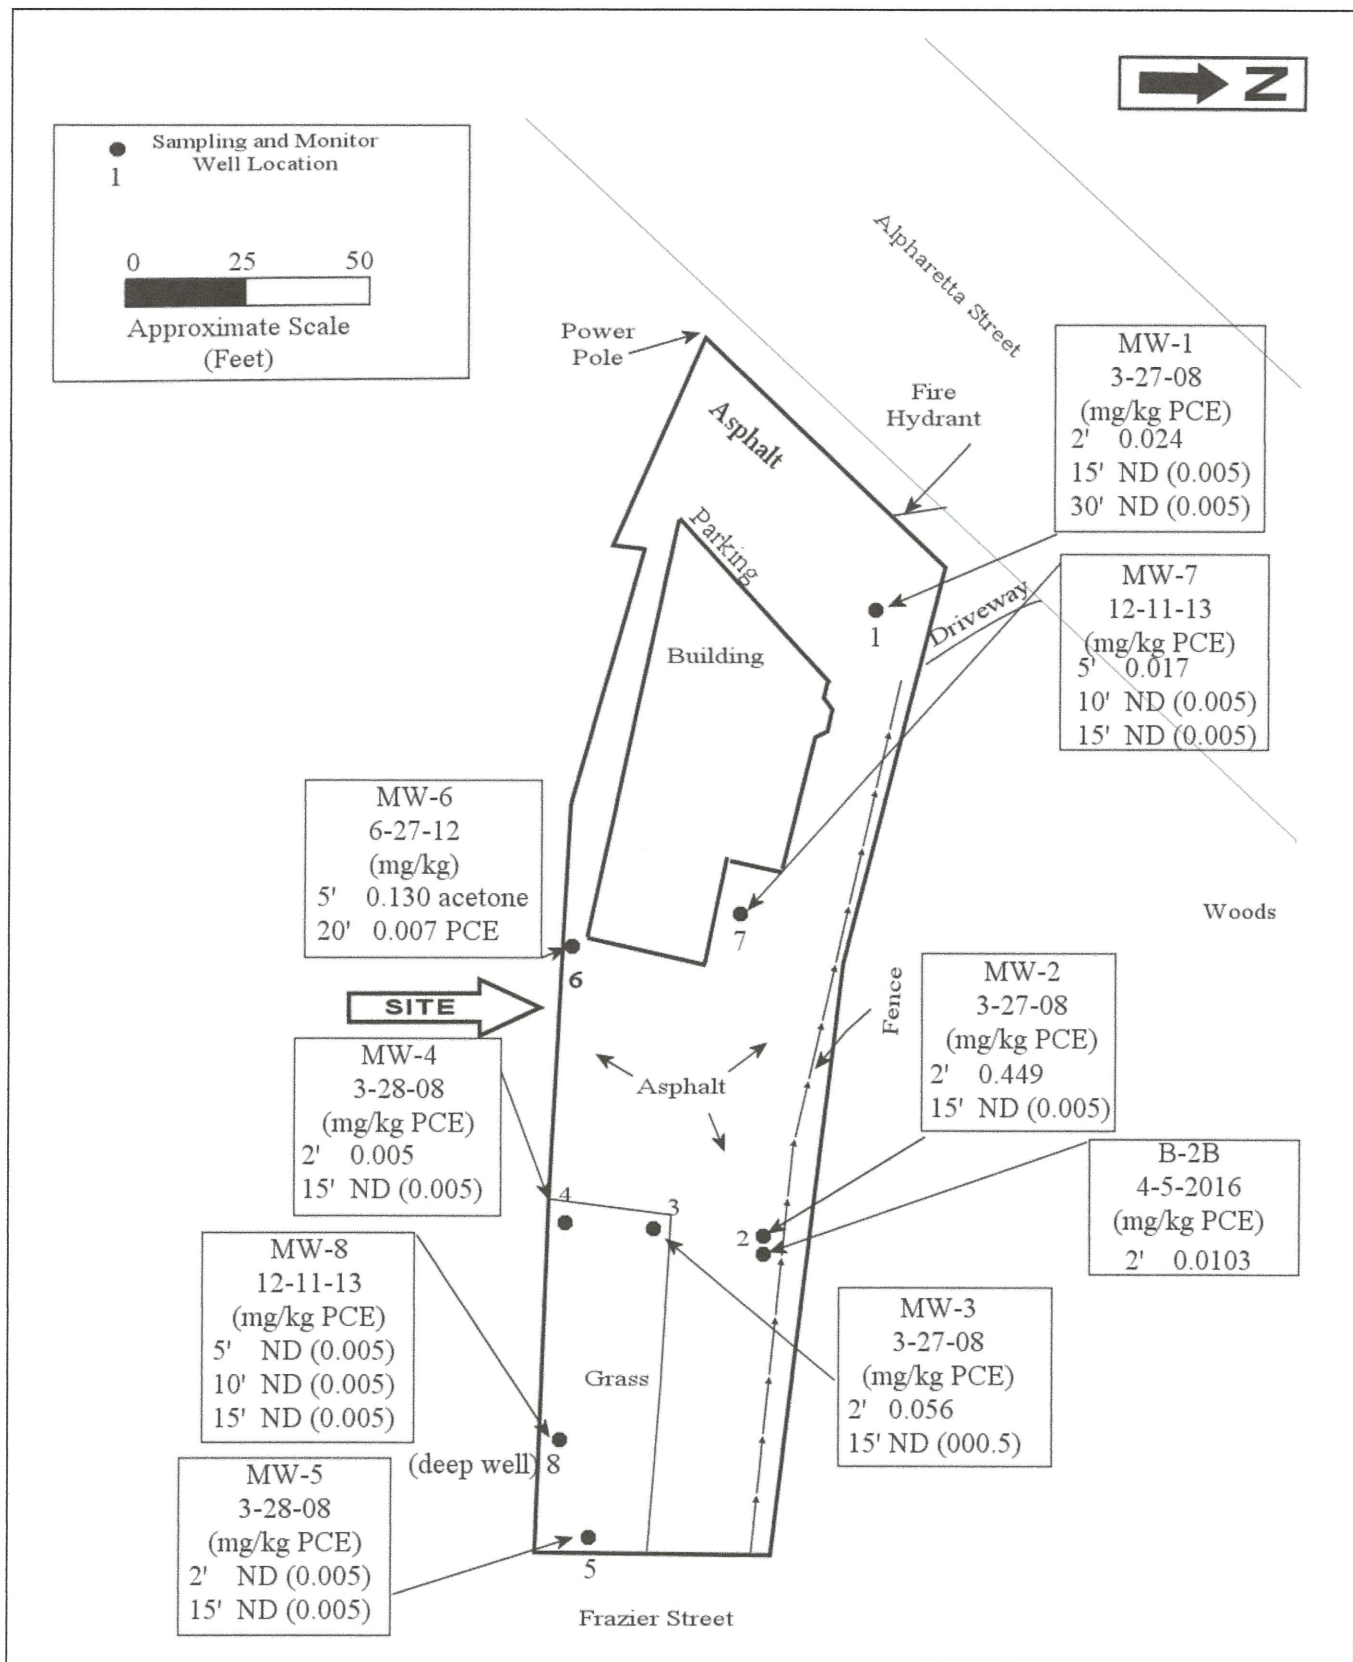 N
Sampling and Monitor
Well Location
1
0 25 50
Approximate Scale
(Feet)
Alpharetta Street
Power
Pole
Fire
Hydrant
Asphalt
Parking
Building
Driveway
1
MW-1
3-27-08
(mg/kg PCE)
2' 0.024
15' ND (0.005)
30' ND (0.005)
MW-7
12-11-13
(mg/kg PCE)
5' 0.017
10' ND (0.005)
15' ND (0.005)
MW-6
6-27-12
(mg/kg)
5' 0.130 acetone
20' 0.007 PCE
7
6
Woods
SITE
Fence
MW-2
3-27-08
(mg/kg PCE)
2' 0.449
15' ND (0.005)
MW-4
3-28-08
(mg/kg PCE)
2' 0.005
15' ND (0.005)
Asphalt
B-2B
4-5-2016
(mg/kg PCE)
2' 0.0103
4
3
2
MW-8
12-11-13
(mg/kg PCE)
5' ND (0.005)
10' ND (0.005)
15' ND (0.005)
MW-3
3-27-08
(mg/kg PCE)
2' 0.056
15' ND (000.5)
Grass
(deep well) 8
MW-5
3-28-08
(mg/kg PCE)
2' ND (0.005)
15' ND (0.005)
5
Frazier Street